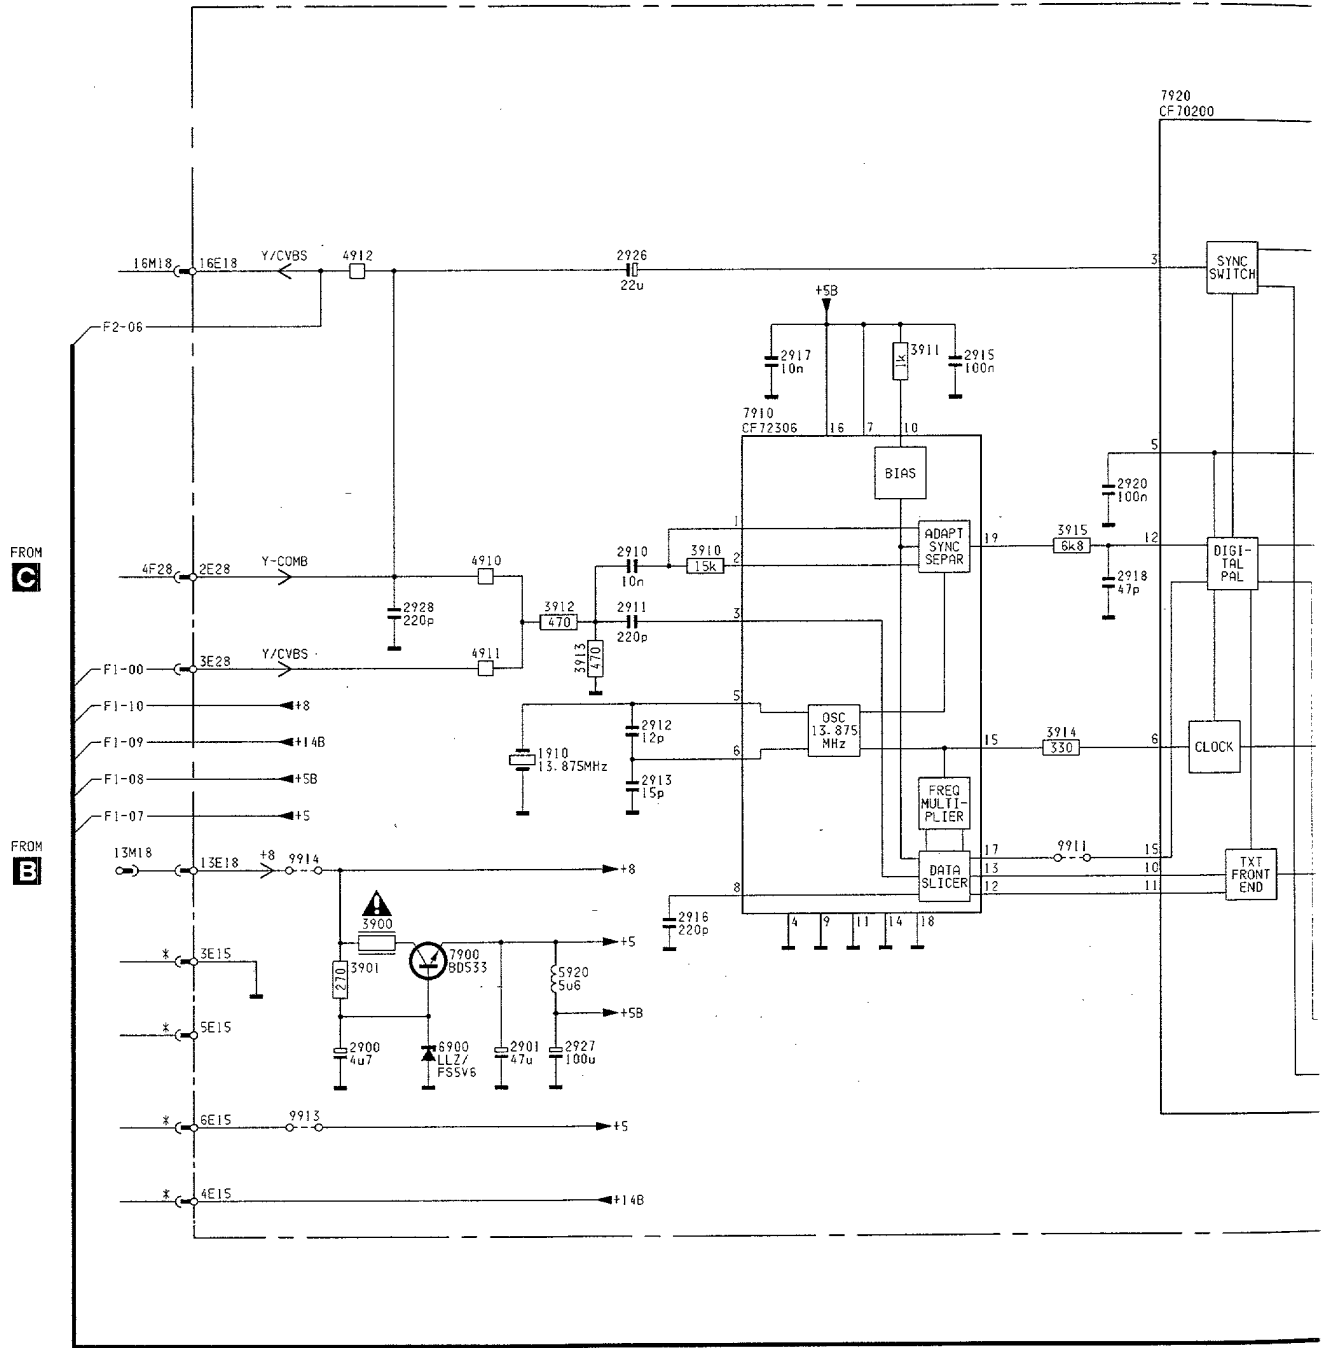 7920
CF70200
16M18
16E18
Y/CVBS
4912
2926
22u
3
SYNC
SWITCH
+5B
F2-06
2917
10n
1k
3911
2915
100n
7910
CF72306
16
7
10
BIAS
5
2920
100n
1
ADAPT
SYNC
SEPAR
19
3915
6k8
12
DIGI-
TAL
PAL
FROM
C
4F28
2E28
Y-COMB
4910
2910
10n
3910
15k
2
2918
47p
2928
220p
3912
470
2911
220p
3
3913
470
F1-00
3E28
Y/CVBS
4911
F1-10
+8
5
OSC
13.875
MHz
2912
12p
F1-09
+14B
1910
13.875MHz
6
15
3914
330
6
CLOCK
F1-08
+5B
2913
15p
FREQ
MULTI-
PLIER
F1-07
+5
FROM
B
13M18
13E18
+8
9914
+8
17
9911
15
DATA
SLICER
13
10
12
11
TXT
FRONT
END
8
2916
220p
4
9
11
14
18
3900
+5
* 3E15
270
3901
7900
BD533
5920
5u6
+5B
* 5E15
2900
4u7
6900
LLZ/
FS5V6
2901
47u
2927
100u
* 6E15
9913
+5
* 4E15
+14B